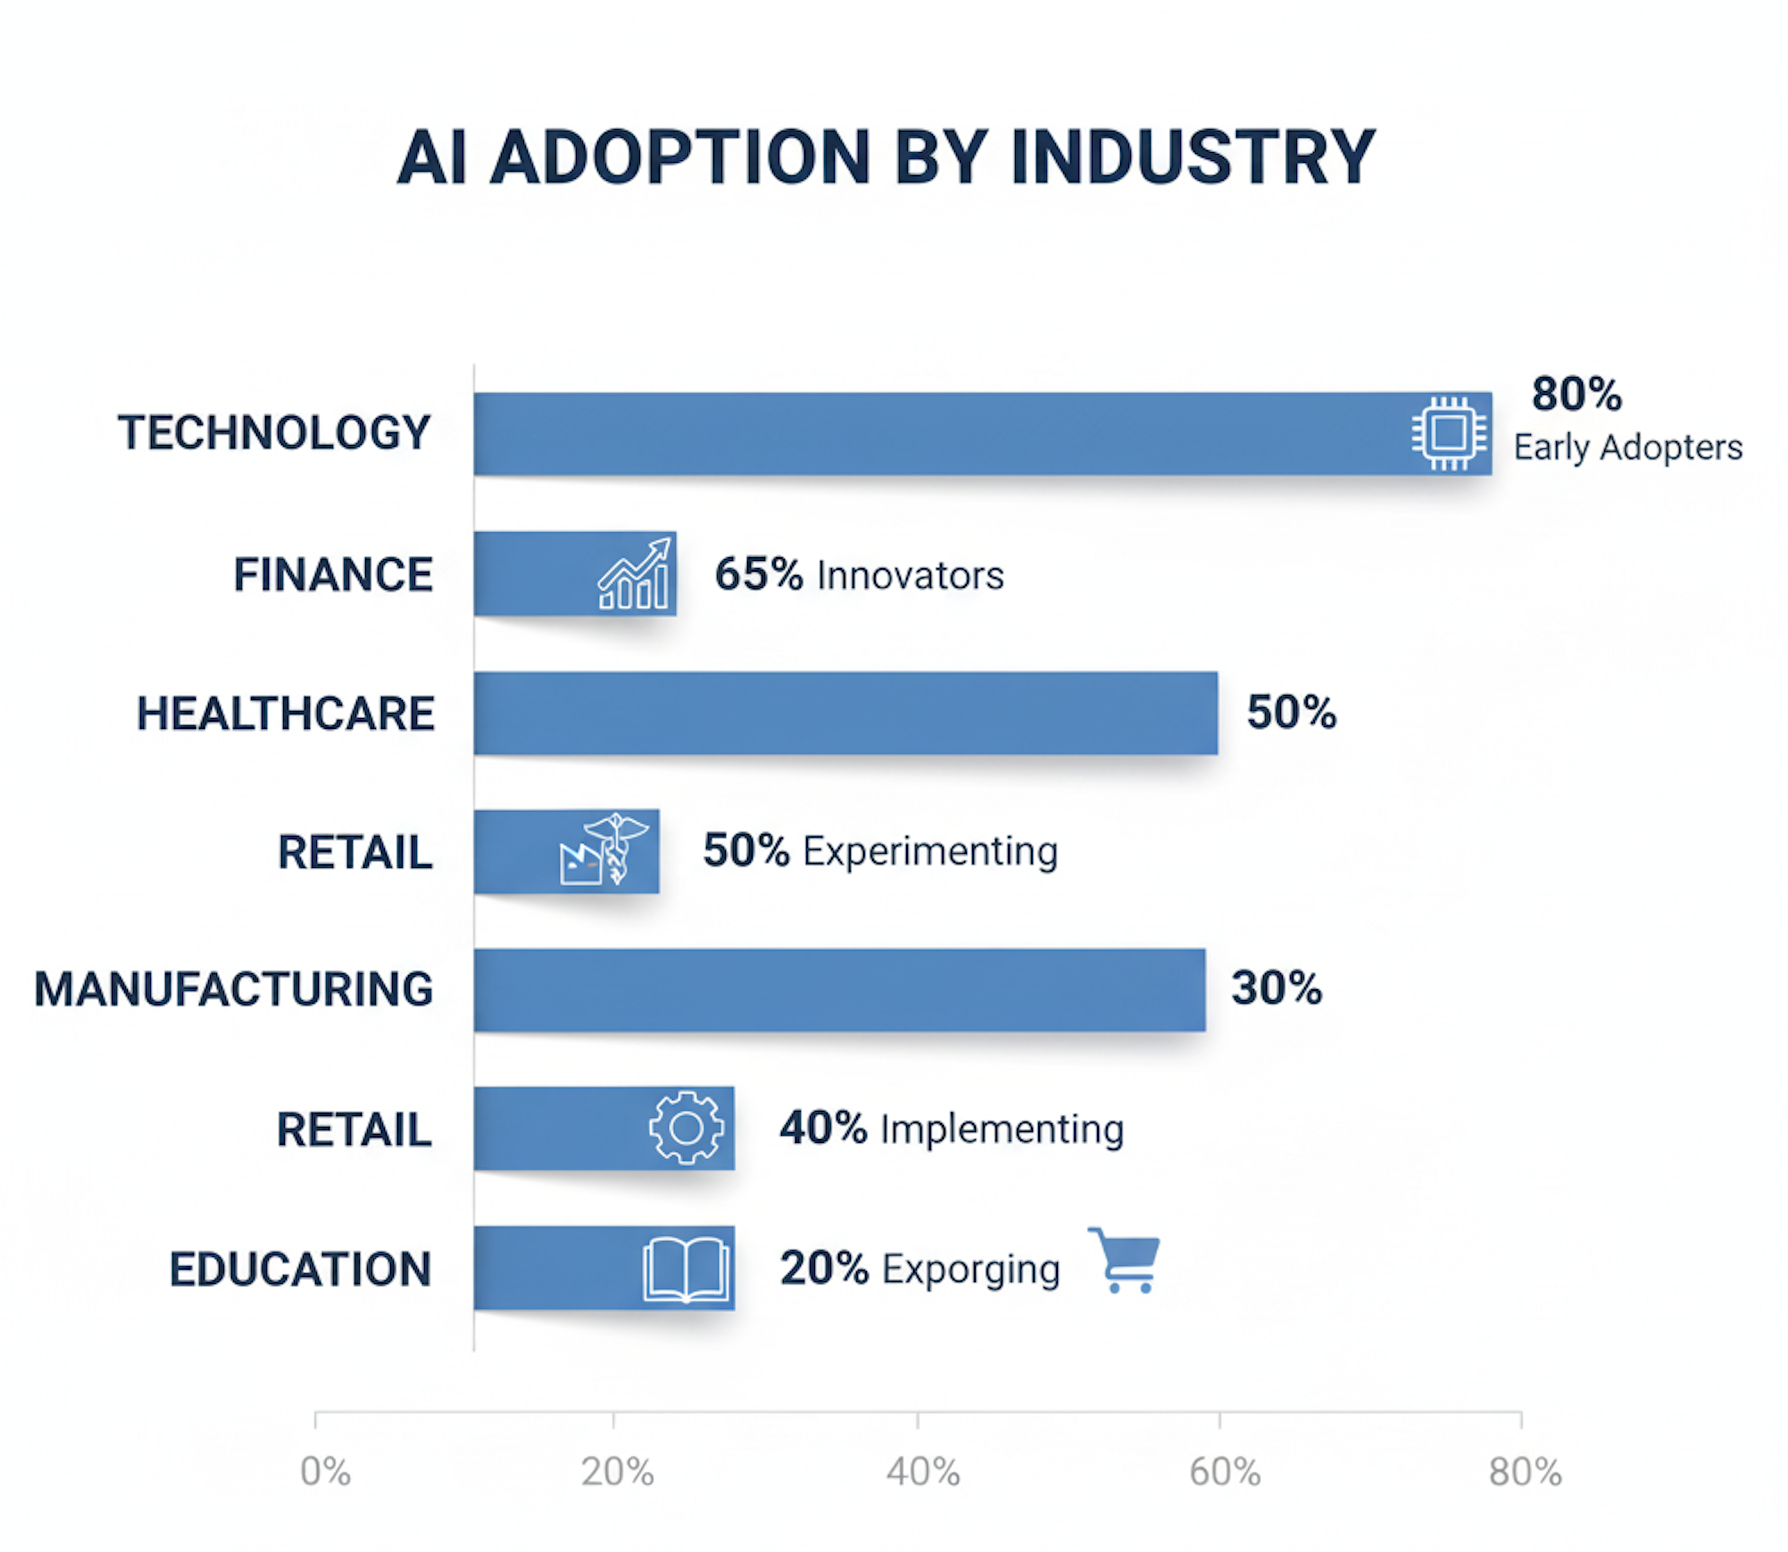 AI ADOPTION BY INDUSTRY
TECHNOLOGY
80%
Early Adopters
FINANCE
65% Innovators
HEALTHCARE
50%
RETAIL
50% Experimenting
MANUFACTURING
30%
RETAIL
40% Implementing
EDUCATION
20% Exporging
0% 20% 40% 60% 80%